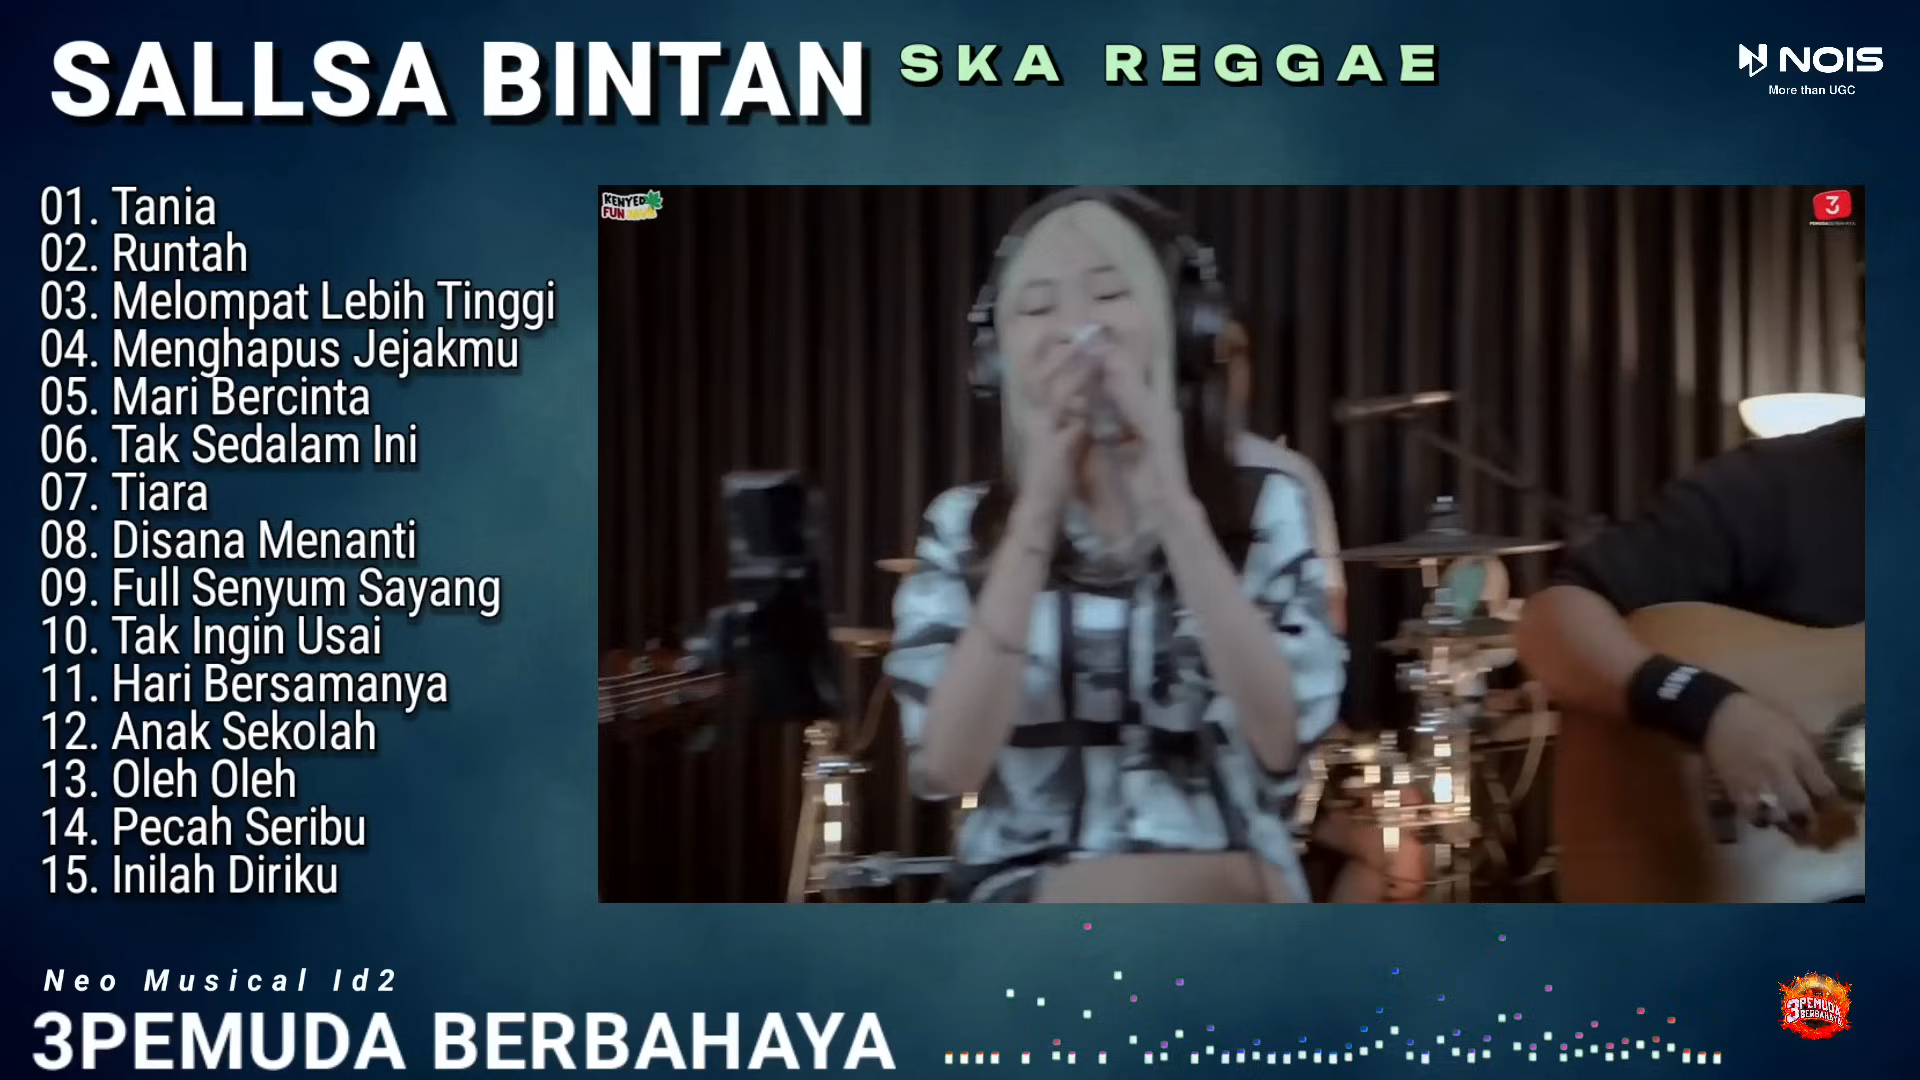 SALLSA BINTAN
SKA REGGAE
NOIS
More than UGC
01. Tania
02. Runtah
03. Melompat Lebih Tinggi
04. Menghapus Jejakmu
05. Mari Bercinta
06. Tak Sedalam Ini
07. Tiara
08. Disana Menanti
09. Full Senyum Sayang
10. Tak Ingin Usai
11. Hari Bersamanya
12. Anak Sekolah
13. Oleh Oleh
14. Pecah Seribu
15. Inilah Diriku
KENYED
FUN
3
Neo Musical Id2
3PEMUDA BERBAHAYA
3PEMUDA
BERBAHAYA